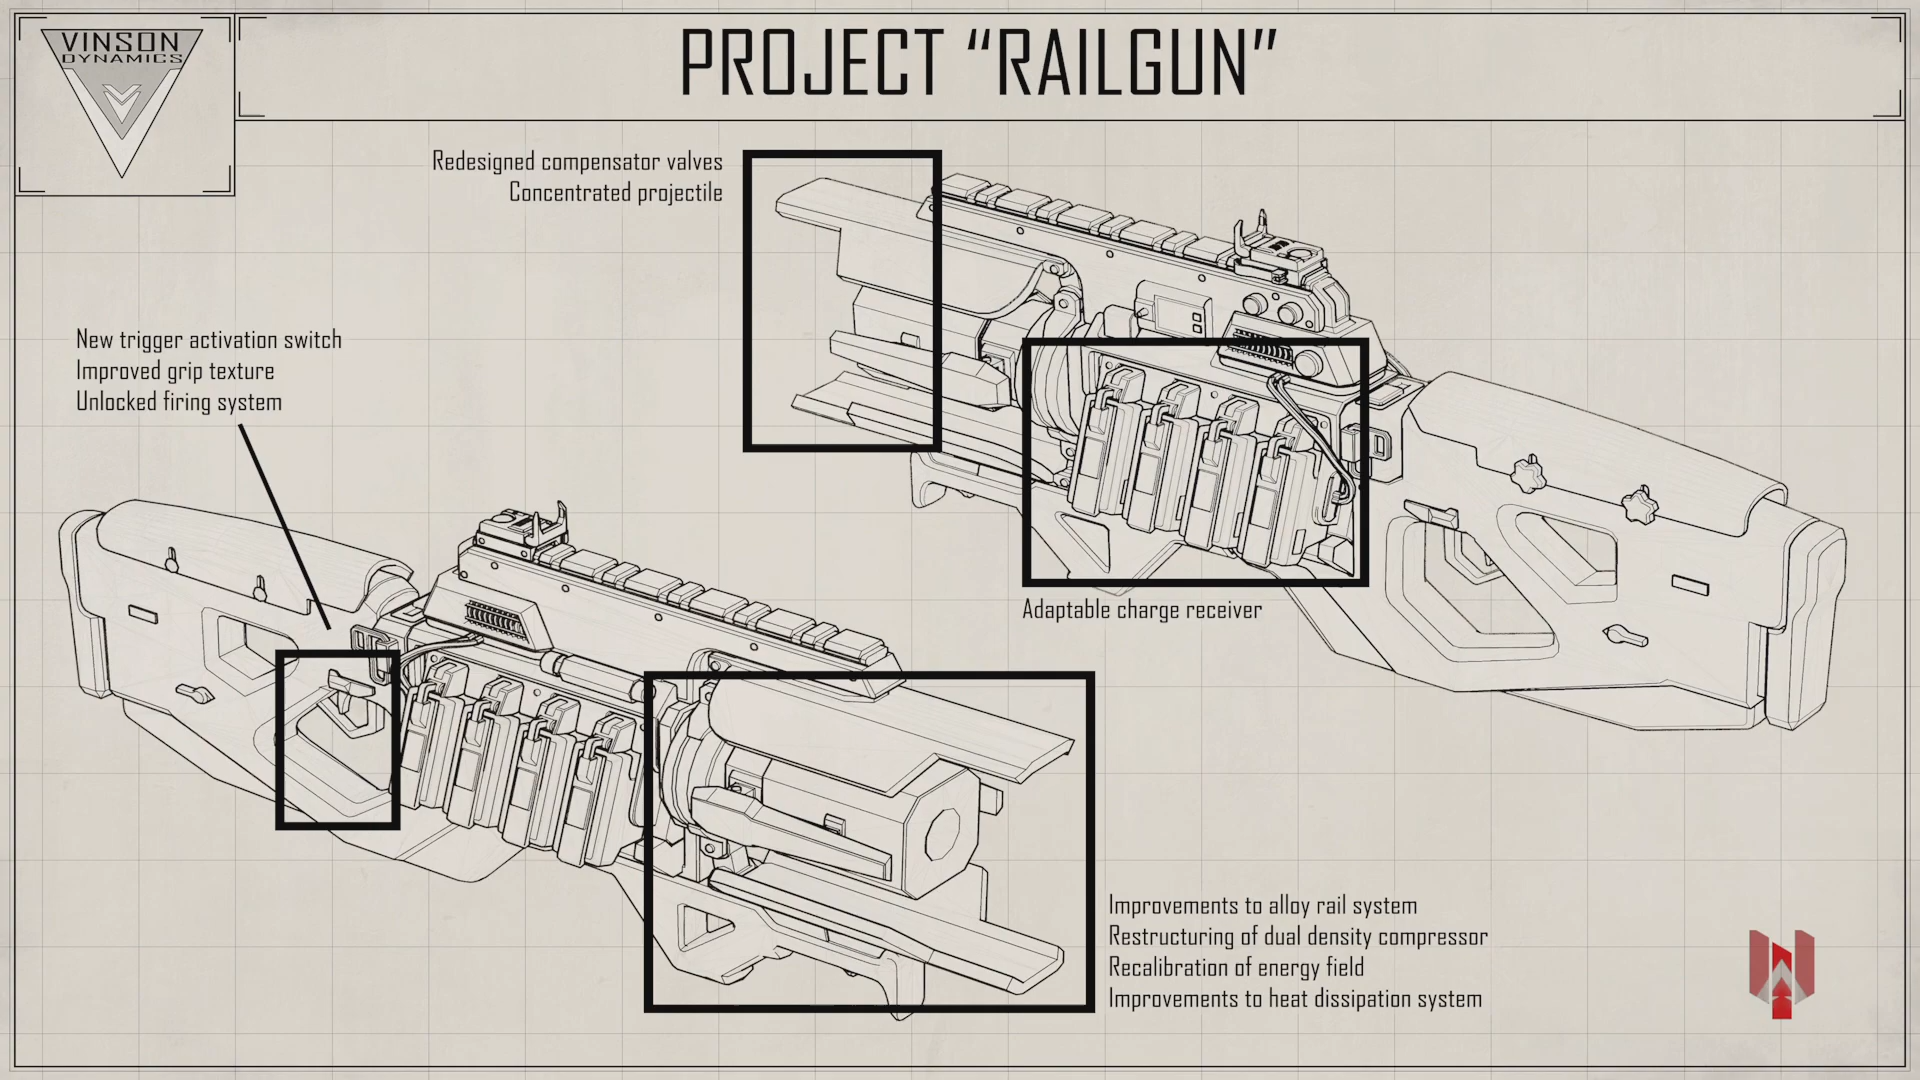 VINSON
DYNAMICS
PROJECT “RAILGUN”
Redesigned compensator valves
Concentrated projectile
New trigger activation switch
Improved grip texture
Unlocked firing system
Adaptable charge receiver
Improvements to alloy rail system
Restructuring of dual density compressor
Recalibration of energy field
Improvements to heat dissipation system